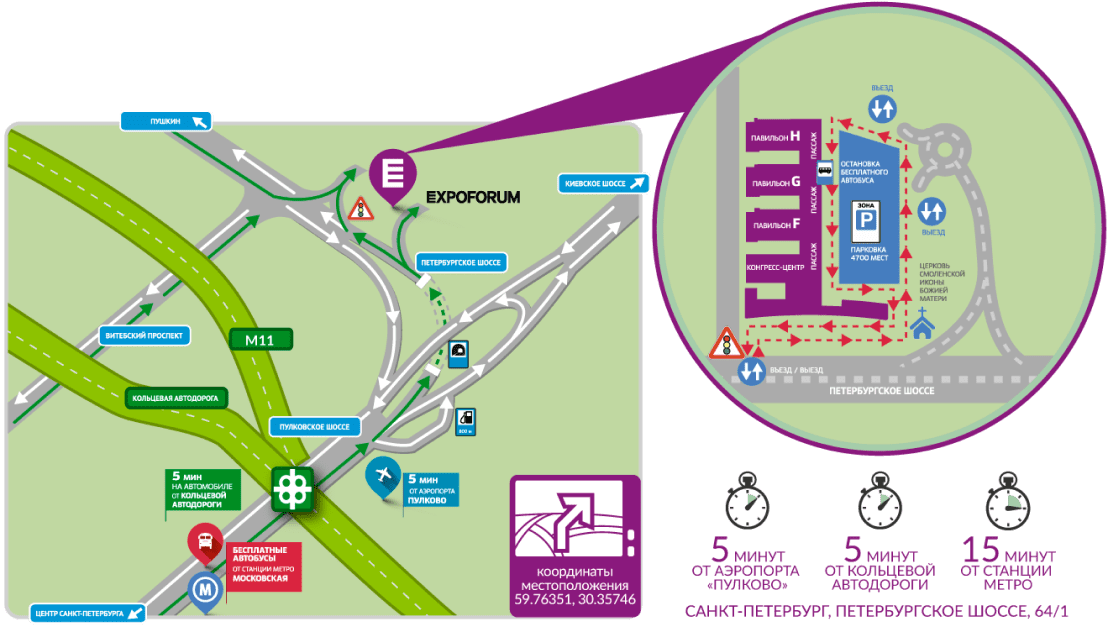 ПУШКИН
КИЕВСКОЕ ШОССЕ
E
EXPOFORUM
ПЕТЕРБУРГСКОЕ ШОССЕ
ВИТЕБСКИЙ ПРОСПЕКТ
М11
КОЛЬЦЕВАЯ АВТОДОРОГА
ПУЛКОВСКОЕ ШОССЕ
800 м
5 мин
НА АВТОМОБИЛЕ
ОТ КОЛЬЦЕВОЙ
АВТОДОРОГИ
5 мин
ОТ АЭРОПОРТА
ПУЛКОВО
БЕСПЛАТНЫЕ
АВТОБУСЫ
ОТ СТАНЦИИ МЕТРО
МОСКОВСКАЯ
М
ЦЕНТР САНКТ-ПЕТЕРБУРГА
координаты
местоположения
59.76351, 30.35746
ВЫЕЗД
ПАВИЛЬОН H
ПАССАЖ
ПАВИЛЬОН G
ПАССАЖ
ПАВИЛЬОН F
ПАССАЖ
КОНГРЕСС-ЦЕНТР
ОСТАНОВКА
БЕСПЛАТНОГО
АВТОБУСА
ЗОНА
P
ПАРКОВКА
4700 МЕСТ
ВЫЕЗД
ЦЕРКОВЬ
СМОЛЕНСКОЙ
ИКОНЫ
БОЖИЕЙ
МАТЕРИ
ВЪЕЗД / ВЫЕЗД
ПЕТЕРБУРГСКОЕ ШОССЕ
5 МИНУТ
ОТ АЭРОПОРТА
«ПУЛКОВО»
5 МИНУТ
ОТ КОЛЬЦЕВОЙ
АВТОДОРОГИ
15 МИНУТ
ОТ СТАНЦИИ
МЕТРО
САНКТ-ПЕТЕРБУРГ, ПЕТЕРБУРГСКОЕ ШОССЕ, 64/1